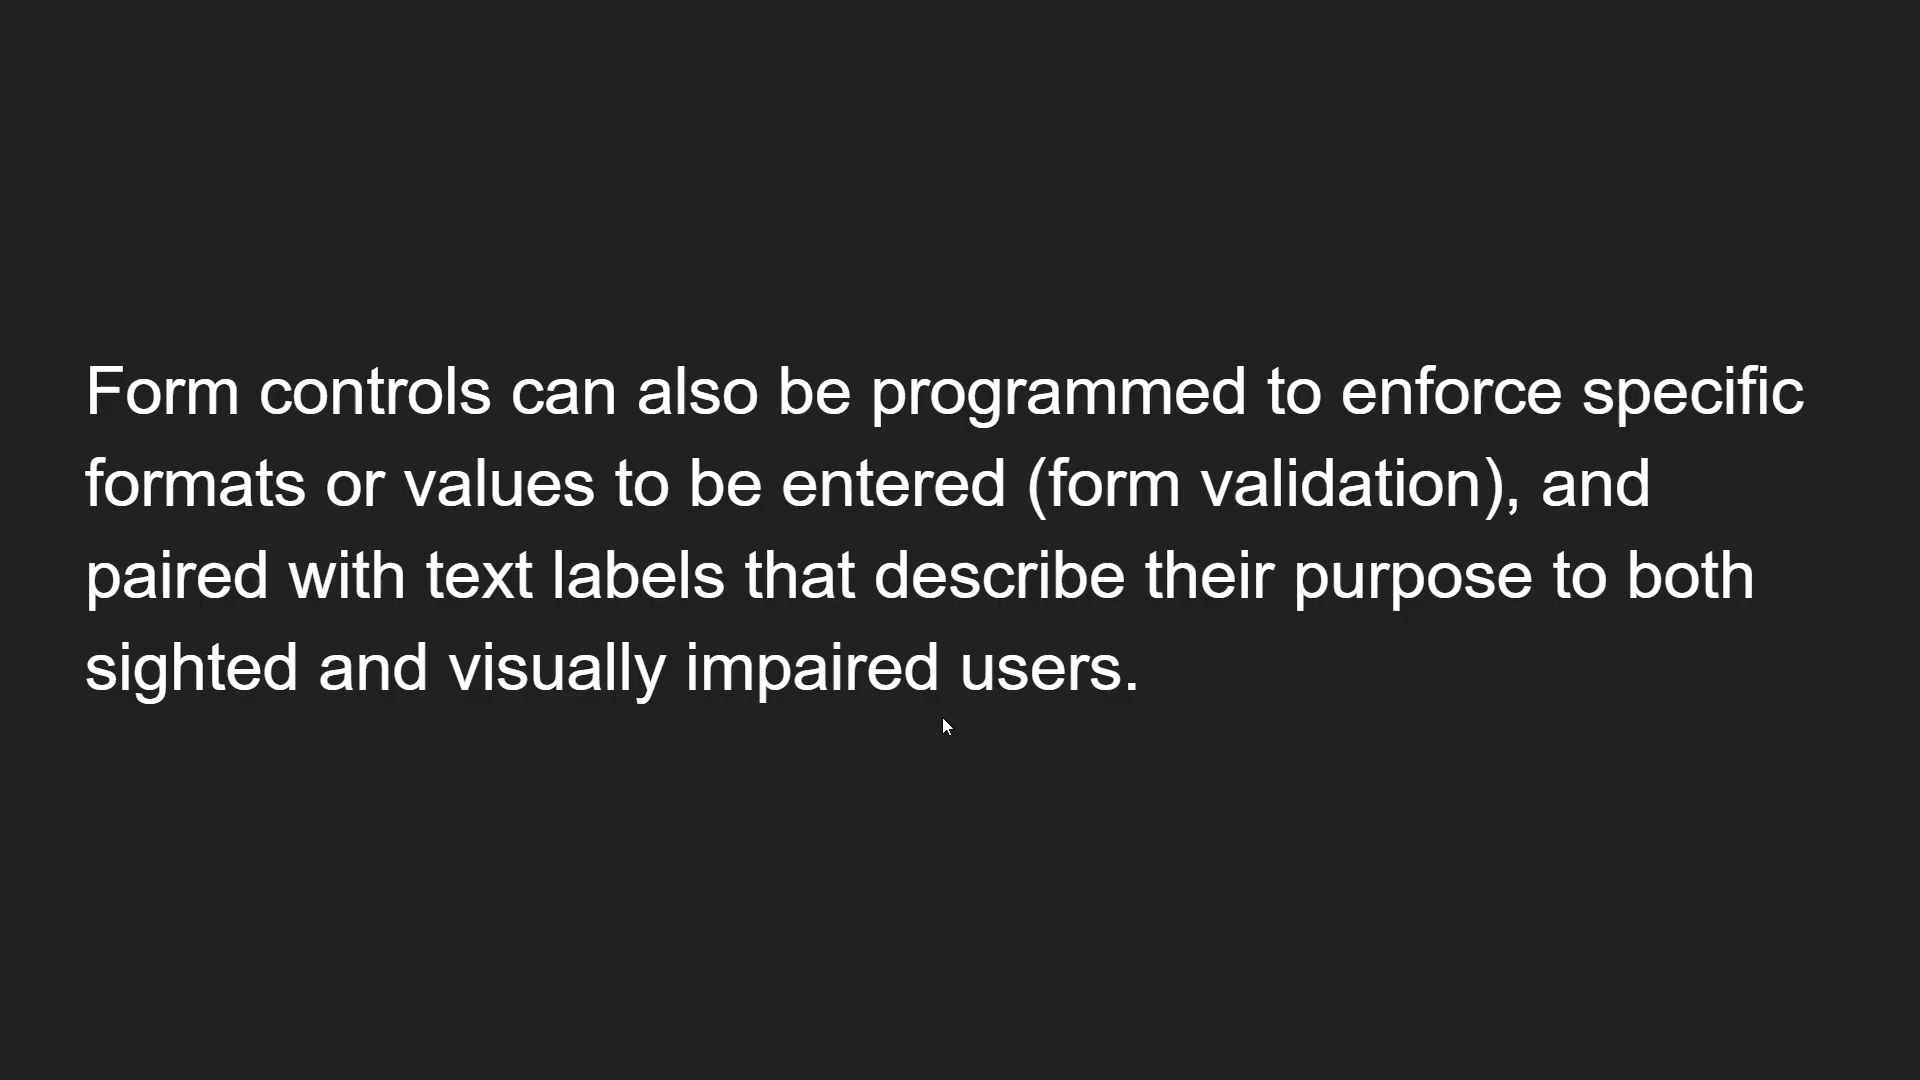 Form controls can also be programmed to enforce specific
formats or values to be entered (form validation), and
paired with text labels that describe their purpose to both
sighted and visually impaired users.